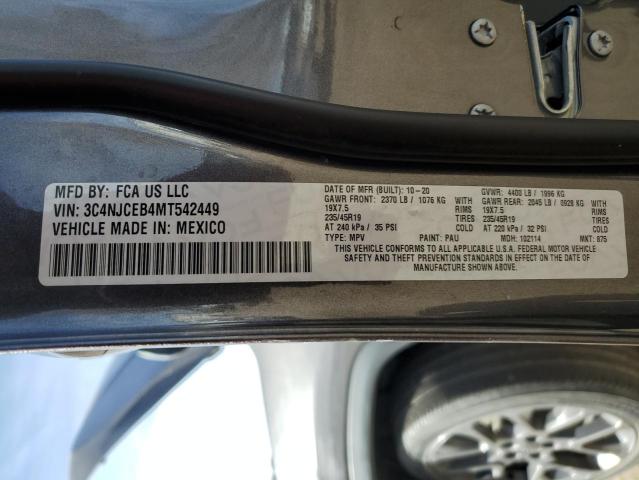 MFD BY: FCA US LLC
VIN: 3C4NJCEB4MT542449
VEHICLE MADE IN: MEXICO
DATE OF MFR (BUILT): 10-20 GVWR: 4400 LB / 1996 KG
GAWR FRONT: 2370 LB / 1076 KG WITH GAWR REAR: 2045 LB / 0928 KG WITH
19X7.5 RIMS 19X7.5 RIMS
235/45R19 TIRES 235/45R19 TIRES
AT 240 kPa / 35 PSI COLD AT 220 kPa / 32 PSI COLD
TYPE: MPV PAINT: PAU MDH: 102114 MKT: 875
THIS VEHICLE CONFORMS TO ALL APPLICABLE U.S.A. FEDERAL MOTOR VEHICLE
SAFETY AND THEFT PREVENTION STANDARDS IN EFFECT ON THE DATE OF
MANUFACTURE SHOWN ABOVE.